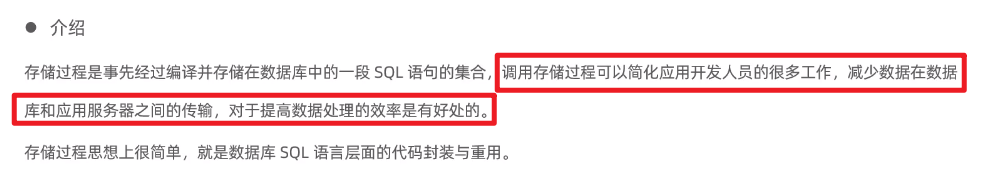 ● 介绍
存储过程是事先经过编译并存储在数据库中的一段 SQL 语句的集合，调用存储过程可以简化应用开发人员的很多工作，减少数据在数据
库和应用服务器之间的传输，对于提高数据处理的效率是有好处的。
存储过程思想上很简单，就是数据库 SQL 语言层面的代码封装与重用。